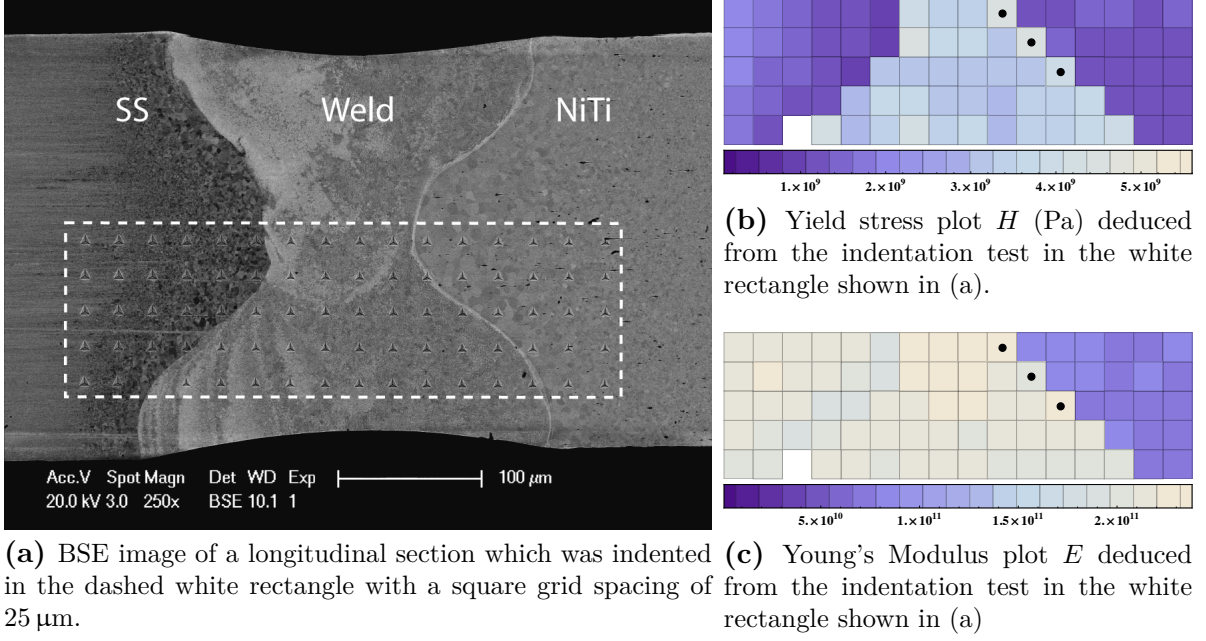 SS Weld NiTi
Acc.V Spot Magn Det WD Exp
20.0 kV 3.0 250x BSE 10.1 1 100 µm
(a) BSE image of a longitudinal section which was indented
in the dashed white rectangle with a square grid spacing of
25 µm.
1.×10⁹ 2.×10⁹ 3.×10⁹ 4.×10⁹ 5.×10⁹
(b) Yield stress plot H (Pa) deduced
from the indentation test in the white
rectangle shown in (a).
5.×10¹⁰ 1.×10¹¹ 1.5×10¹¹ 2.×10¹¹
(c) Young's Modulus plot E deduced
from the indentation test in the white
rectangle shown in (a)